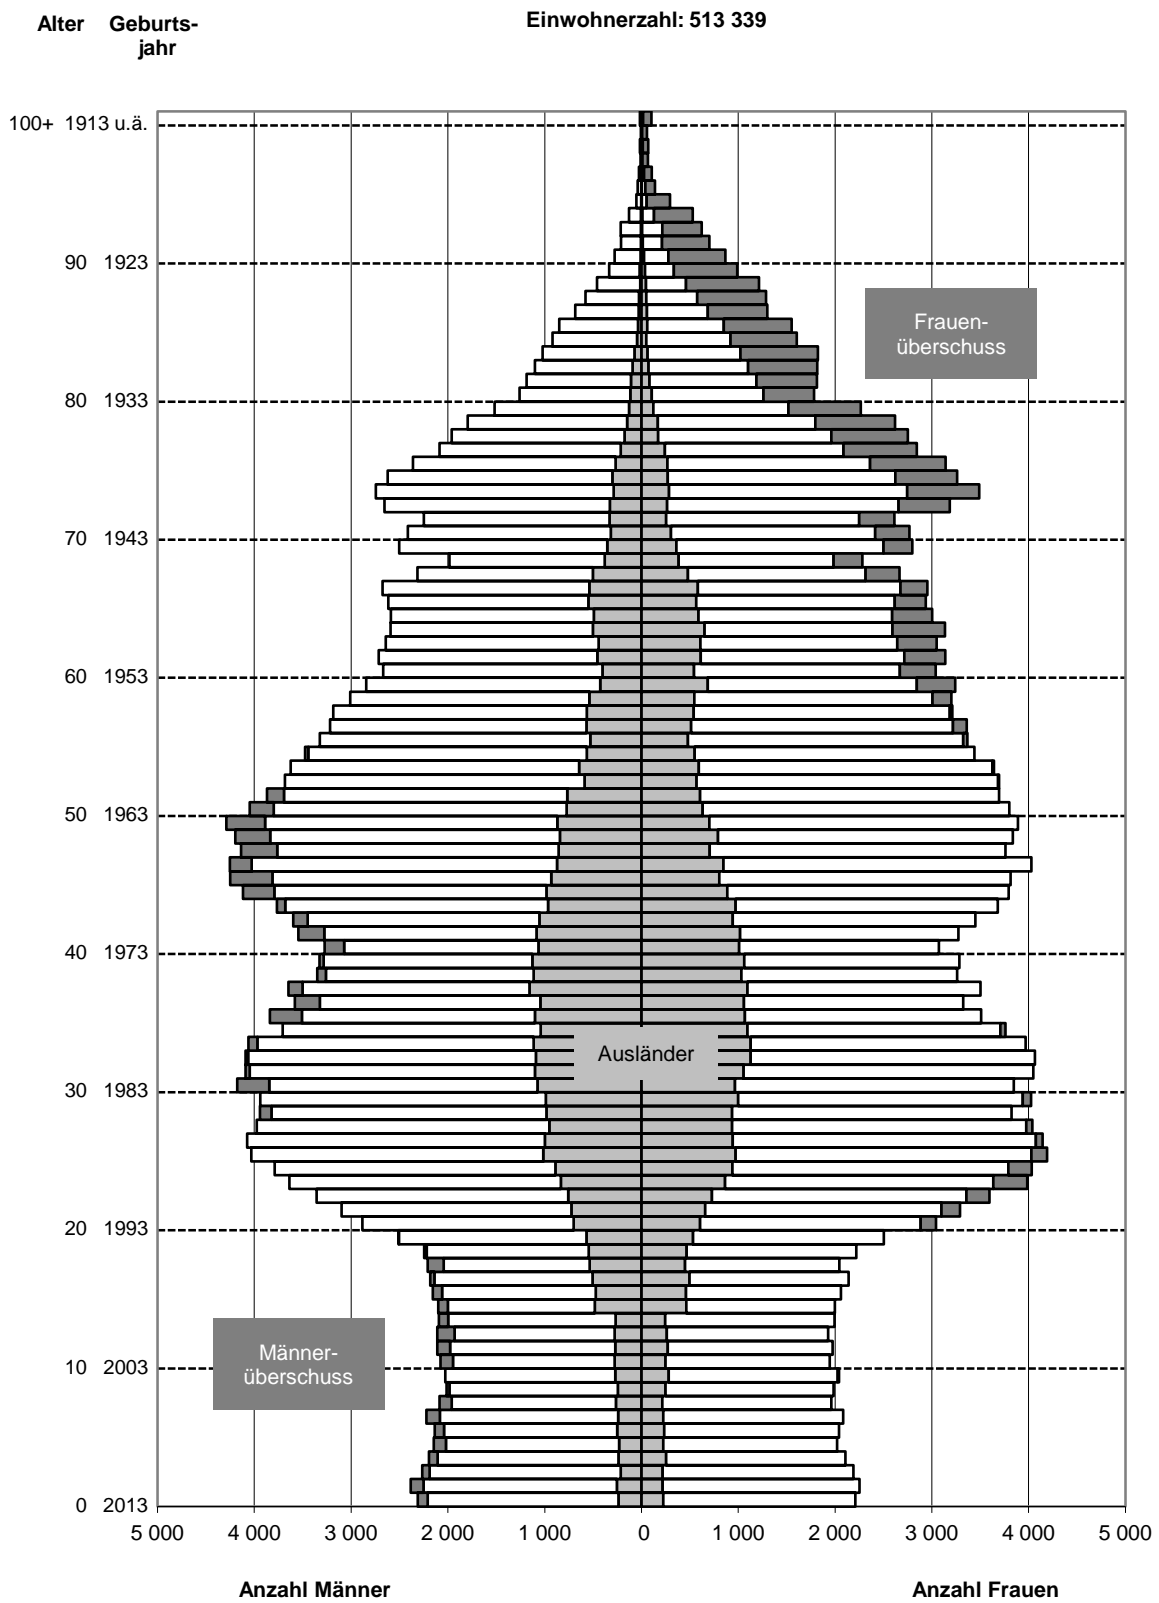 Einwohnerzahl: 513 339
Alter Geburts-
jahr
100+ 1913 u.ä.
90 1923
Frauen-
überschuss
80 1933
70 1943
60 1953
50 1963
40 1973
Ausländer
30 1983
20 1993
Männer-
überschuss
10 2003
0 2013
5 000 4 000 3 000 2 000 1 000 0 1 000 2 000 3 000 4 000 5 000
Anzahl Männer Anzahl Frauen